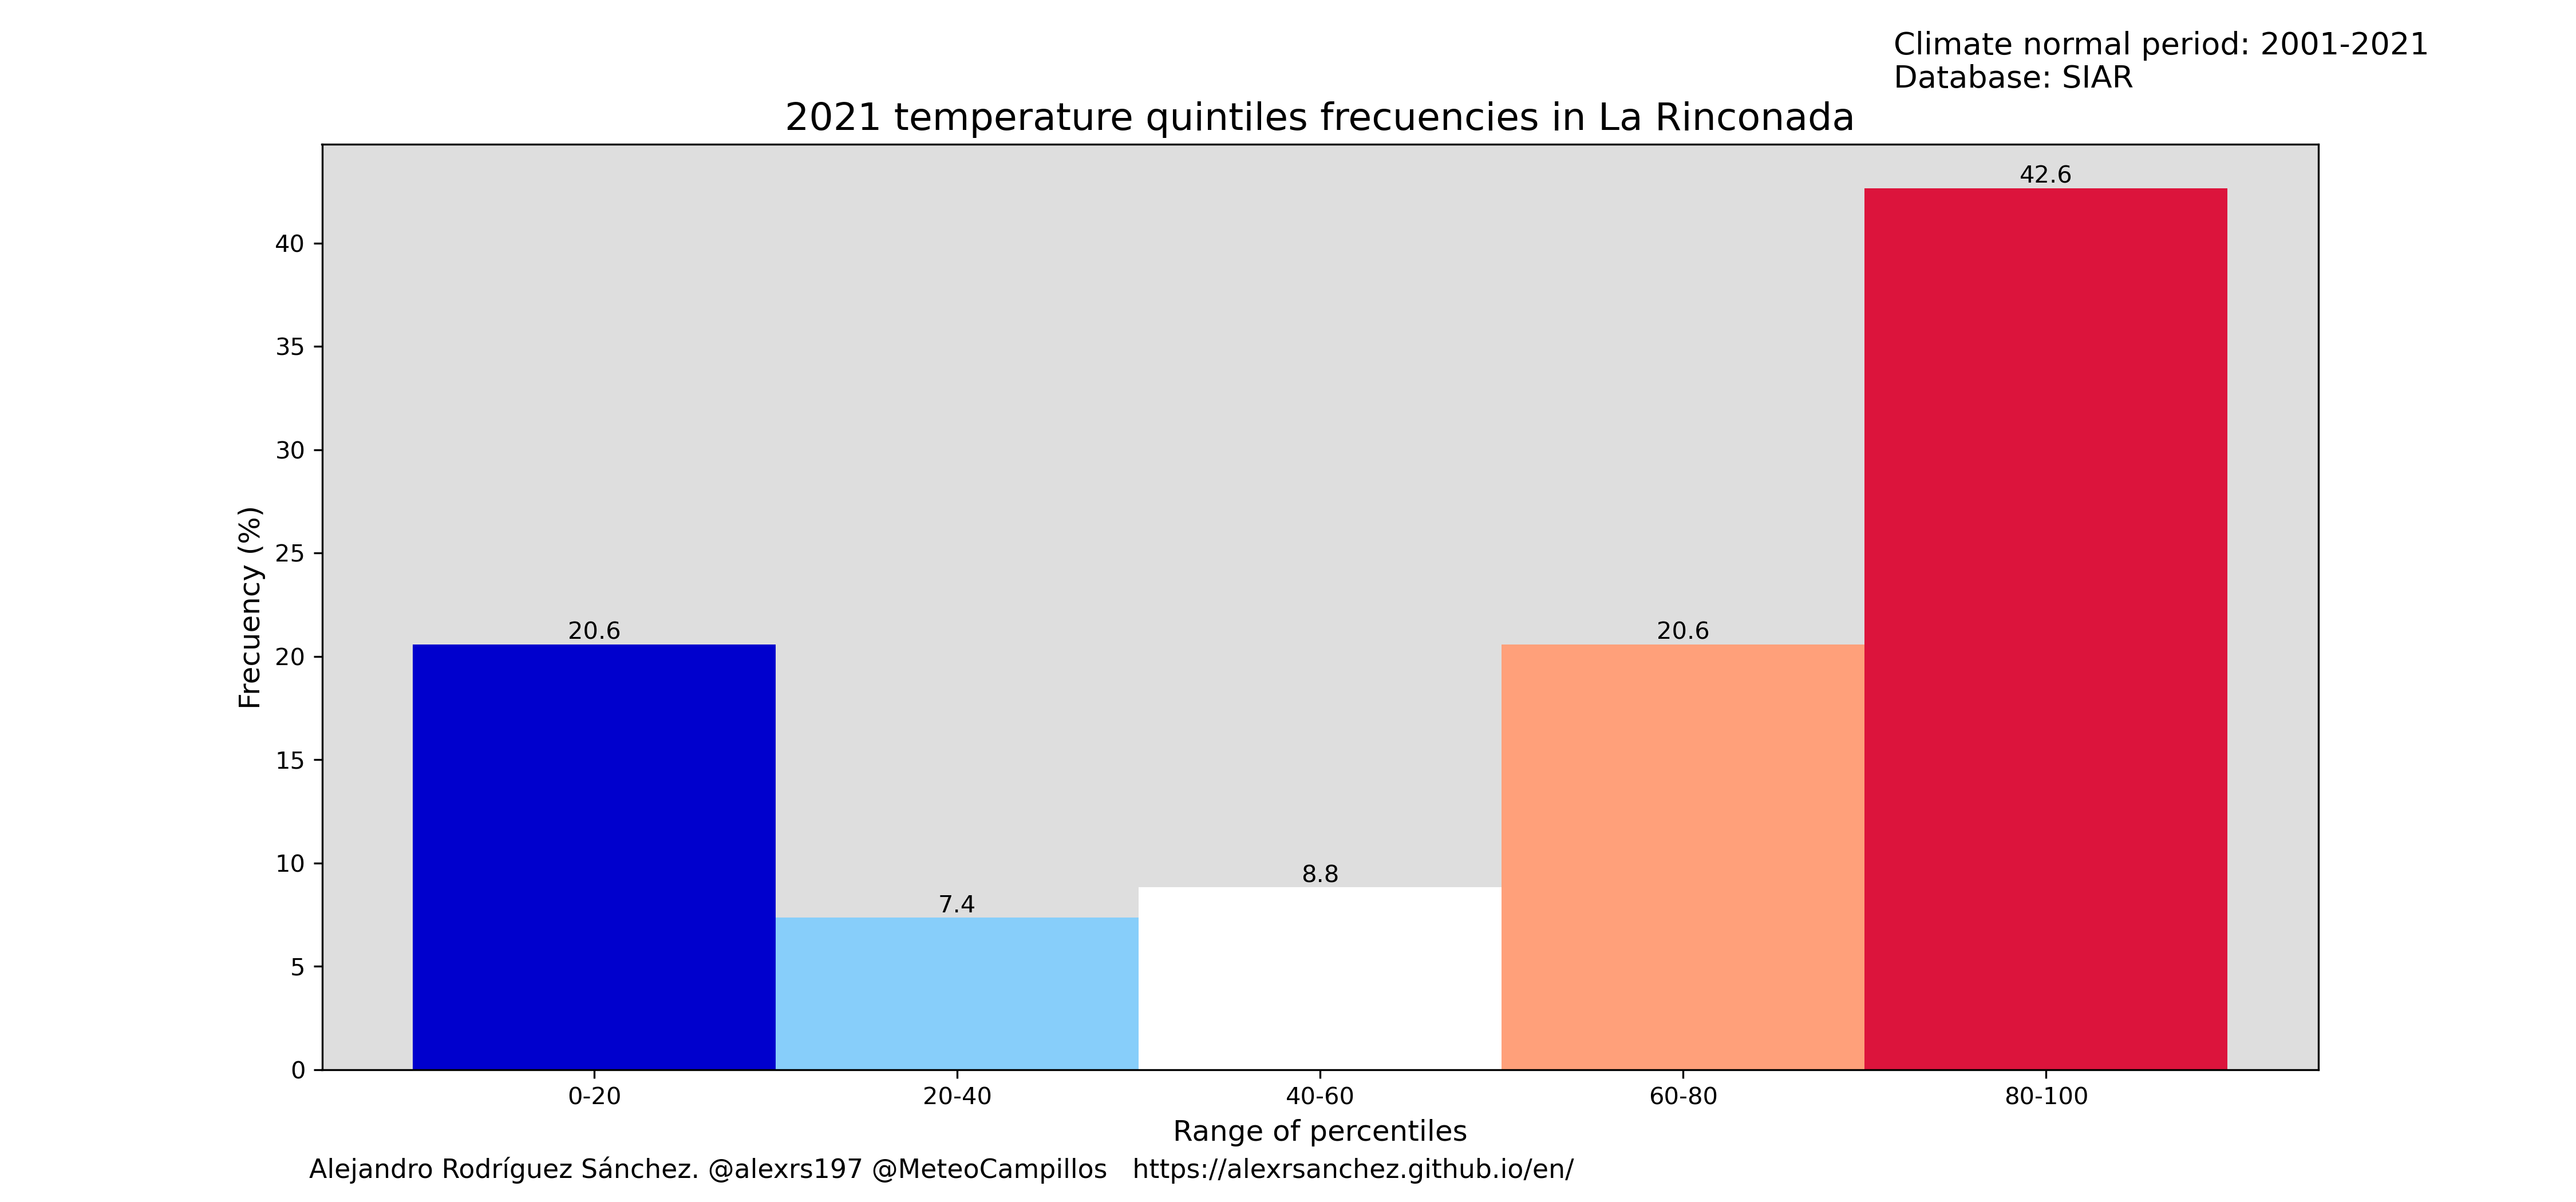 Climate normal period: 2001-2021
Database: SIAR
2021 temperature quintiles frecuencies in La Rinconada
42.6
40
35
30
25
20.6
20.6
20
15
10
8.8
7.4
5
0
Frecuency (%)
0-20 20-40 40-60 60-80 80-100
Range of percentiles
Alejandro Rodríguez Sánchez. @alexrs197 @MeteoCampillos https://alexrsanchez.github.io/en/